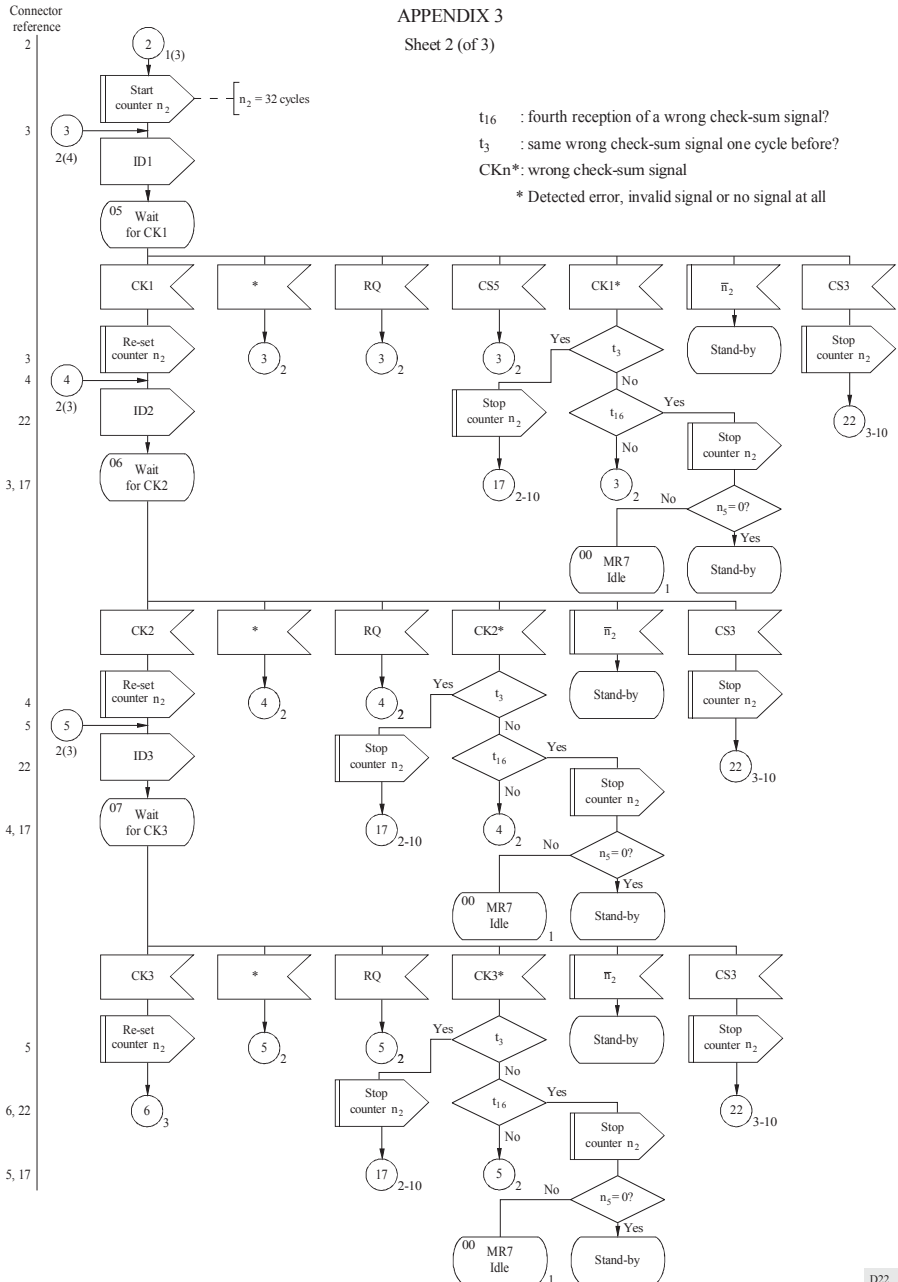 APPENDIX 3
Sheet 2 (of 3)
Connector
reference
2
2
1(3)
Start
counter n₂
n₂ = 32 cycles
t₁₆ : fourth reception of a wrong check-sum signal?
t₃ : same wrong check-sum signal one cycle before?
CKn*: wrong check-sum signal
* Detected error, invalid signal or no signal at all
3
3
2(4)
ID1
05 Wait
for CK1
CK1
*
RQ
CS5
CK1*
n̅₂
CS3
Re-set
counter n₂
3
2
3
2
3
2
Yes
t₃
No
Stand-by
Stop
counter n₂
3
4
4
2(3)
ID2
22
Stop
counter n₂
t₁₆
Yes
No
Stop
counter n₂
22
3-10
06 Wait
for CK2
3, 17
17
2-10
3
2
No
n₅ = 0?
Yes
00 MR7
Idle
1
Stand-by
CK2
*
RQ
CK2*
n̅₂
CS3
Re-set
counter n₂
4
2
4
2
Yes
t₃
No
Stand-by
Stop
counter n₂
4
5
5
2(3)
ID3
22
Stop
counter n₂
t₁₆
Yes
No
Stop
counter n₂
22
3-10
07 Wait
for CK3
4, 17
17
2-10
4
2
No
n₅ = 0?
Yes
00 MR7
Idle
1
Stand-by
CK3
*
RQ
CK3*
n̅₂
CS3
Re-set
counter n₂
5
5
2
5
2
Yes
t₃
No
Stand-by
Stop
counter n₂
6, 22
6
3
Stop
counter n₂
t₁₆
Yes
No
Stop
counter n₂
22
3-10
5, 17
17
2-10
5
2
No
n₅ = 0?
Yes
00 MR7
Idle
1
Stand-by
D22